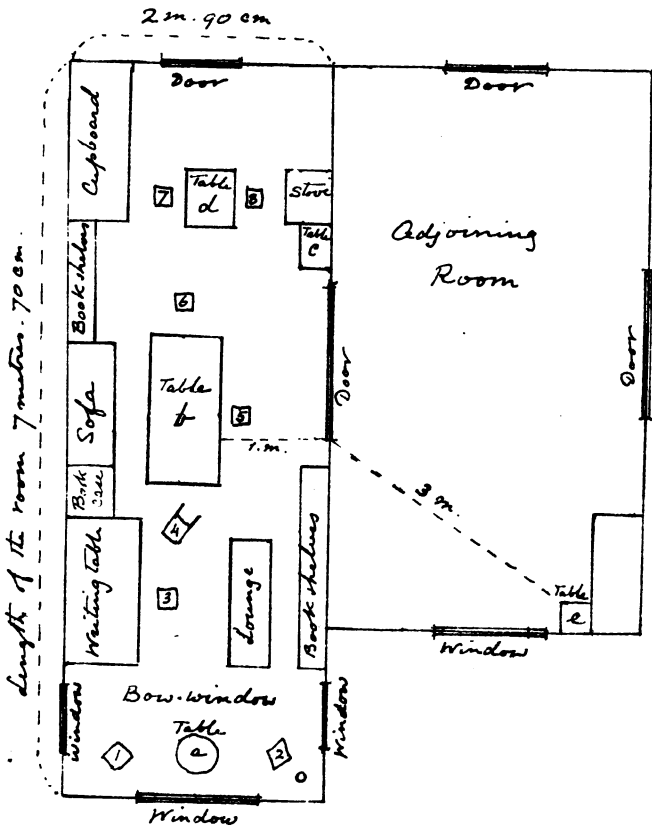 2 m. 90 cm
Door
Door
Cupboard
7
Table
d
8
Stove
Table
C
Adjoining
Room
Book shelves
6
Length of the room 7 metres. 70 cm.
Door
Door
Sofa
Table
b
5
1. m.
Book
case
3 m.
4
Writing table
3
Lounge
Book shelves
Table
e
Window
Bow-window
Window
Window
Table
a
1
2
Window